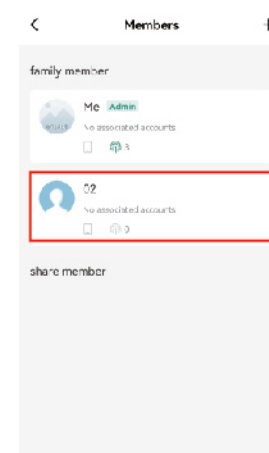 Members
family member
Me Admin
No associated accounts
3
02
No associated accounts
0
share member